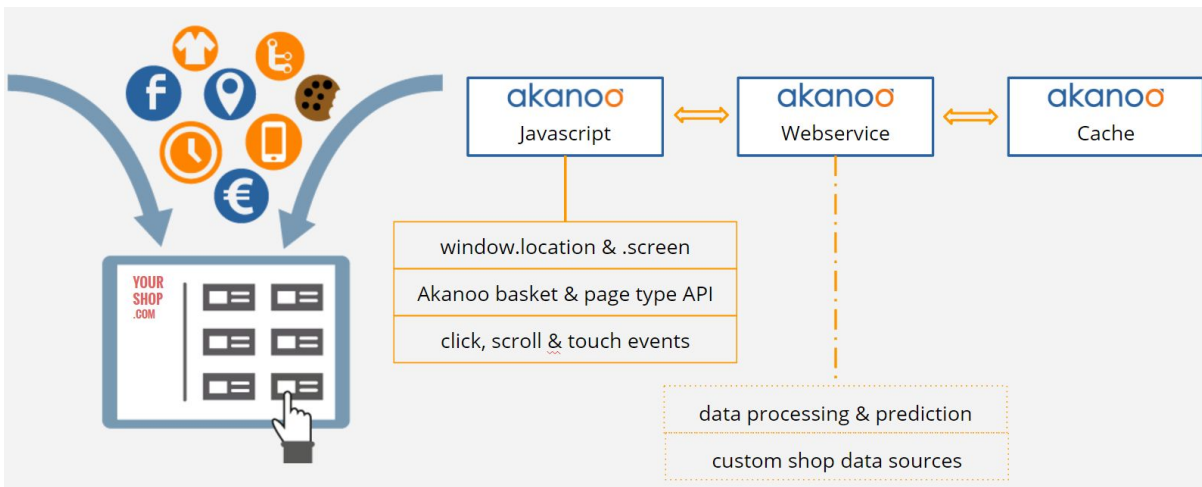 f
€
YOUR
SHOP
.COM
akanoo
Javascript
akanoo
Webservice
akanoo
Cache
window.location & .screen
Akanoo basket & page type API
click, scroll & touch events
data processing & prediction
custom shop data sources